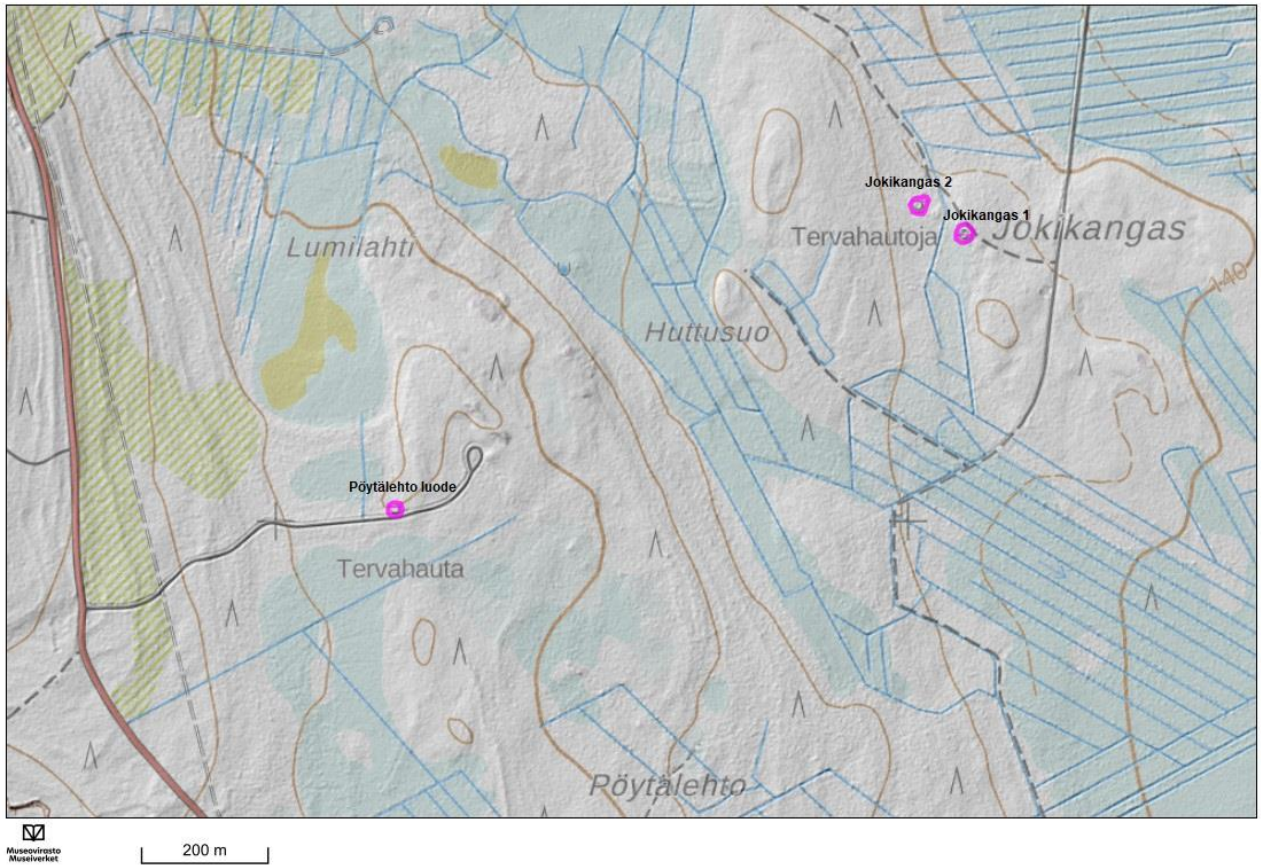 Jokikangas 2
Jokikangas 1
Tervahautoja
Jokikangas
Lumilahti
140
Huttusuo
Pöytälehto luode
Tervahauta
Pöytälehto
Museovirasto
Museiverket
200 m